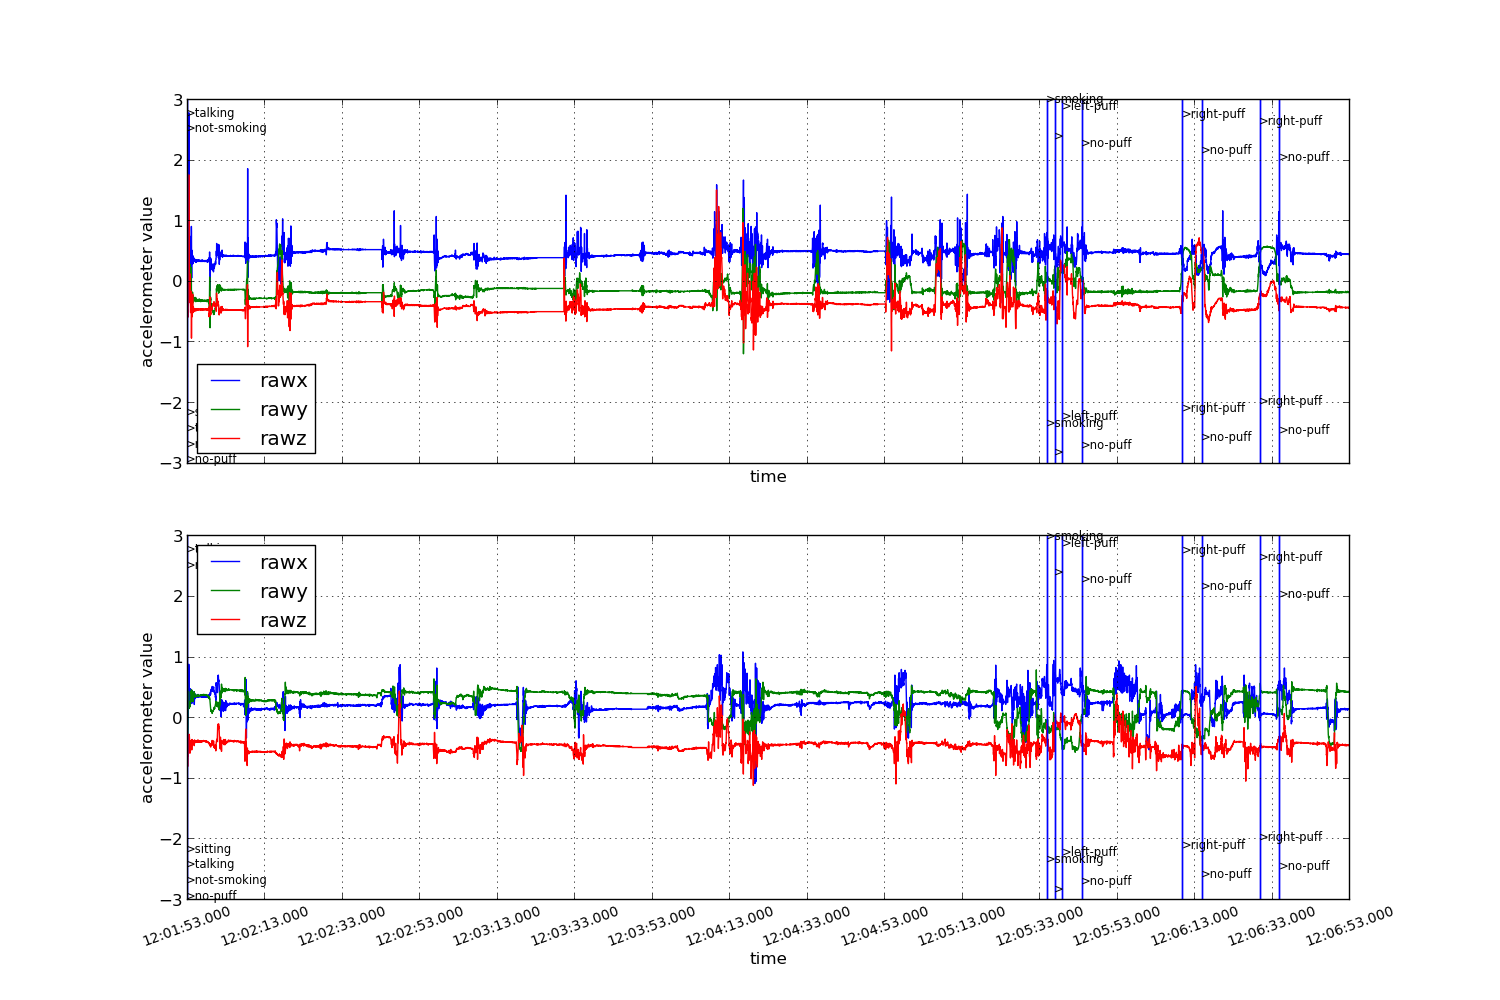 3
>smoking
>left-puff
>talking
>right-puff
>right-puff
>not-smoking
>
>no-puff
>no-puff
>no-puff
2
1
0
−1
−2
−3
accelerometer value
rawx
rawy
rawz
>right-puff
>right-puff
>left-puff
>smoking
>no-puff
>no-puff
>no-puff
>
>no-puff
time
3
>smoking
>left-puff
>right-puff
>right-puff
>
>no-puff
>no-puff
>no-puff
rawx
rawy
rawz
2
1
0
−1
−2
−3
accelerometer value
>right-puff
>right-puff
>sitting
>left-puff
>smoking
>talking
>no-puff
>no-puff
>not-smoking
>no-puff
>
>no-puff
12:01:53.000
12:02:13.000
12:02:33.000
12:02:53.000
12:03:13.000
12:03:33.000
12:03:53.000
12:04:13.000
12:04:33.000
12:04:53.000
12:05:13.000
12:05:33.000
12:05:53.000
12:06:13.000
12:06:33.000
12:06:53.000
time